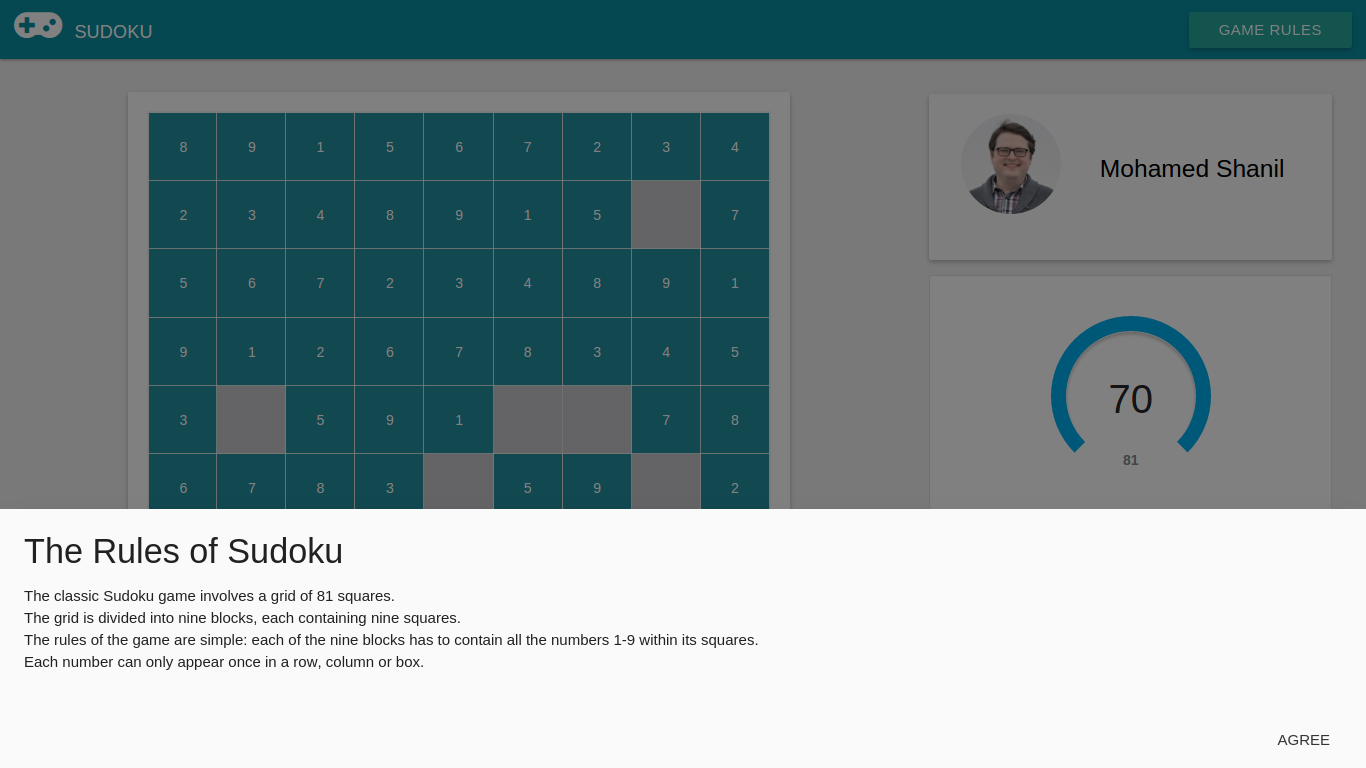 SUDOKU
GAME RULES
8 9 1 5 6 7 2 3 4
2 3 4 8 9 1 5 7
5 6 7 2 3 4 8 9 1
9 1 2 6 7 8 3 4 5
3 5 9 1 7 8
6 7 8 3 5 9 2
Mohamed Shanil
70
81
The Rules of Sudoku
The classic Sudoku game involves a grid of 81 squares.
The grid is divided into nine blocks, each containing nine squares.
The rules of the game are simple: each of the nine blocks has to contain all the numbers 1-9 within its squares.
Each number can only appear once in a row, column or box.
AGREE